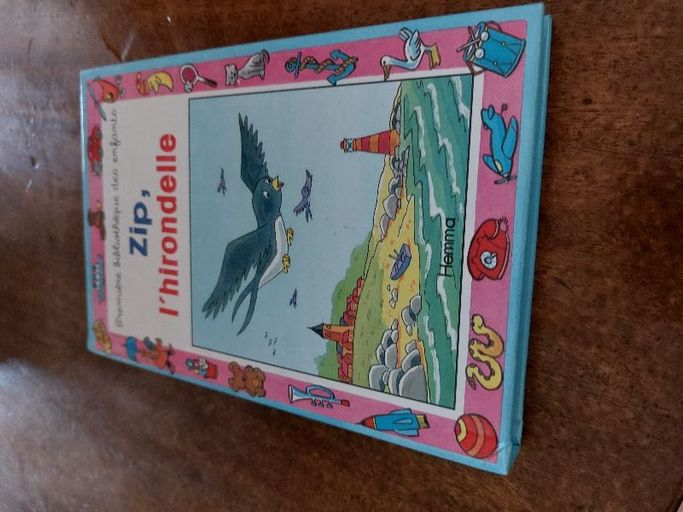 Première bibliothèque des enfants
Zip,
l'hirondelle
Hemma